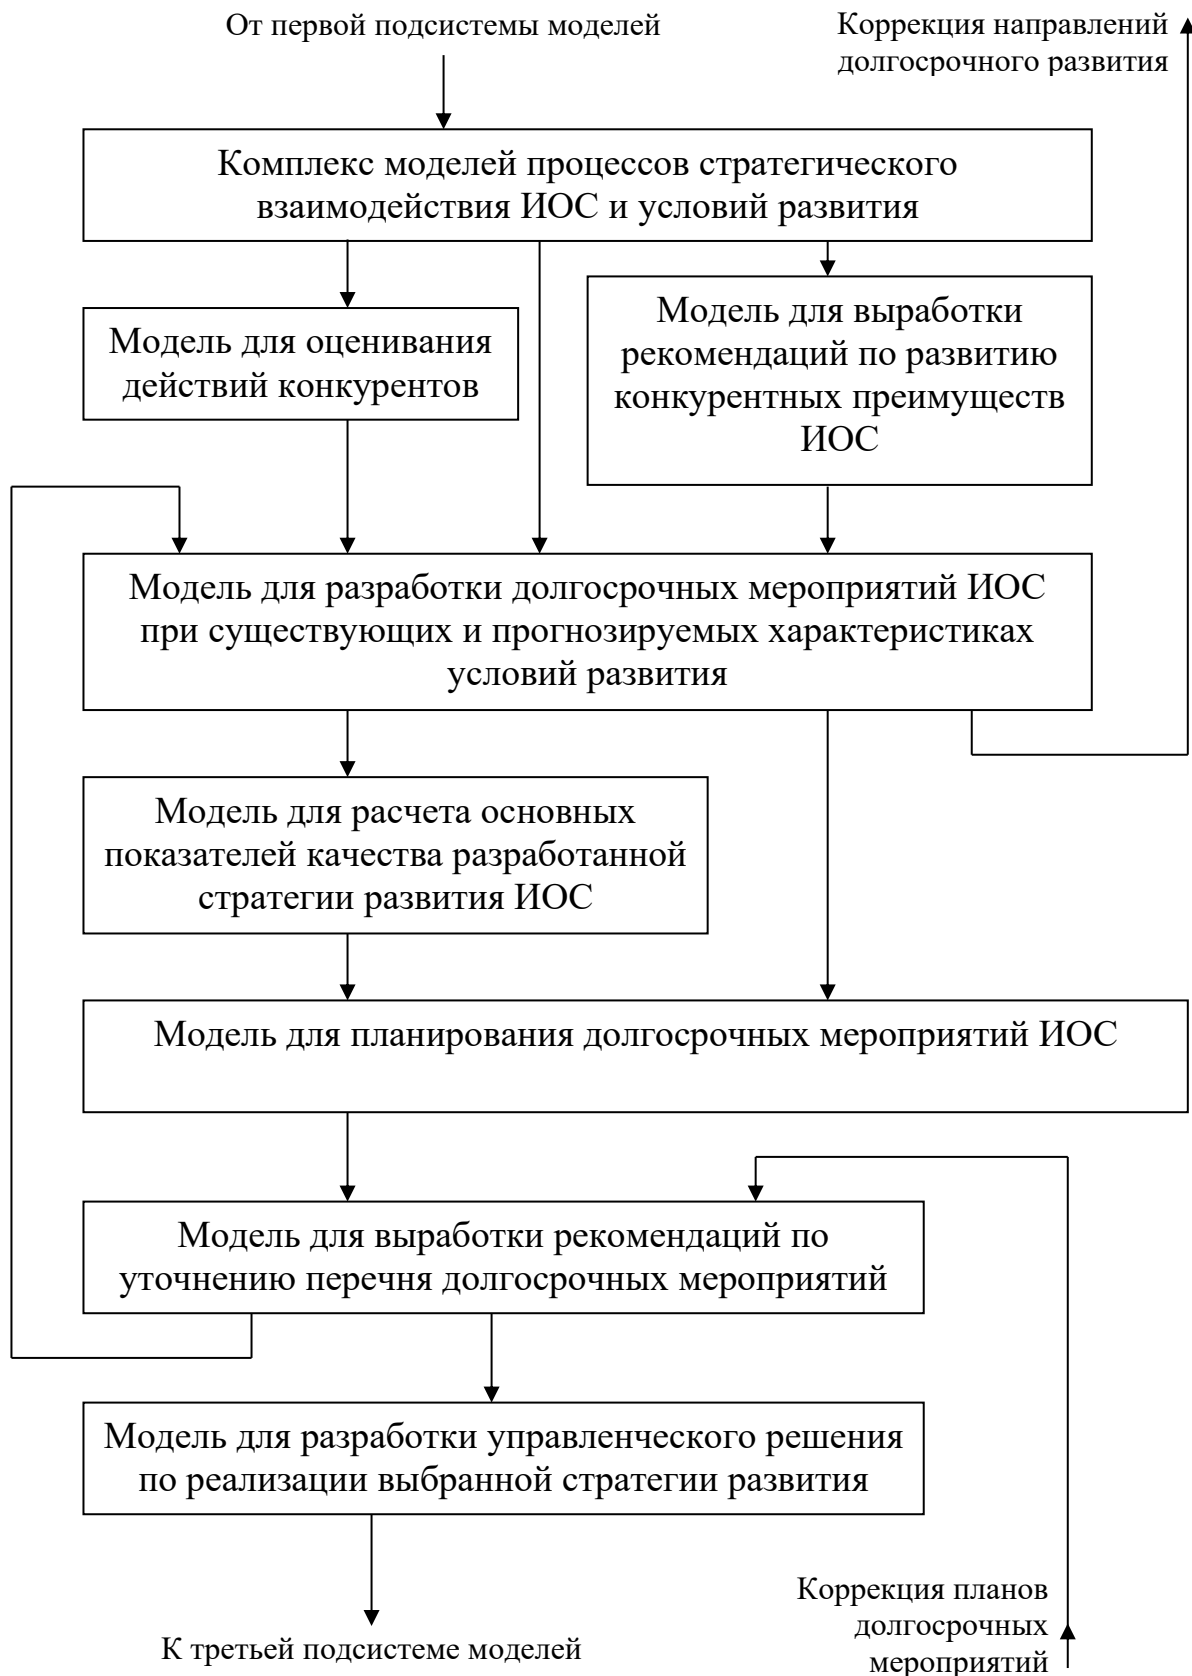 От первой подсистемы моделей
Коррекция направлений
долгосрочного развития
Комплекс моделей процессов стратегического
взаимодействия ИОС и условий развития
Модель для оценивания
действий конкурентов
Модель для выработки
рекомендаций по развитию
конкурентных преимуществ
ИОС
Модель для разработки долгосрочных мероприятий ИОС
при существующих и прогнозируемых характеристиках
условий развития
Модель для расчета основных
показателей качества разработанной
стратегии развития ИОС
Модель для планирования долгосрочных мероприятий ИОС
Модель для выработки рекомендаций по
уточнению перечня долгосрочных мероприятий
Модель для разработки управленческого решения
по реализации выбранной стратегии развития
К третьей подсистеме моделей
Коррекция планов
долгосрочных
мероприятий